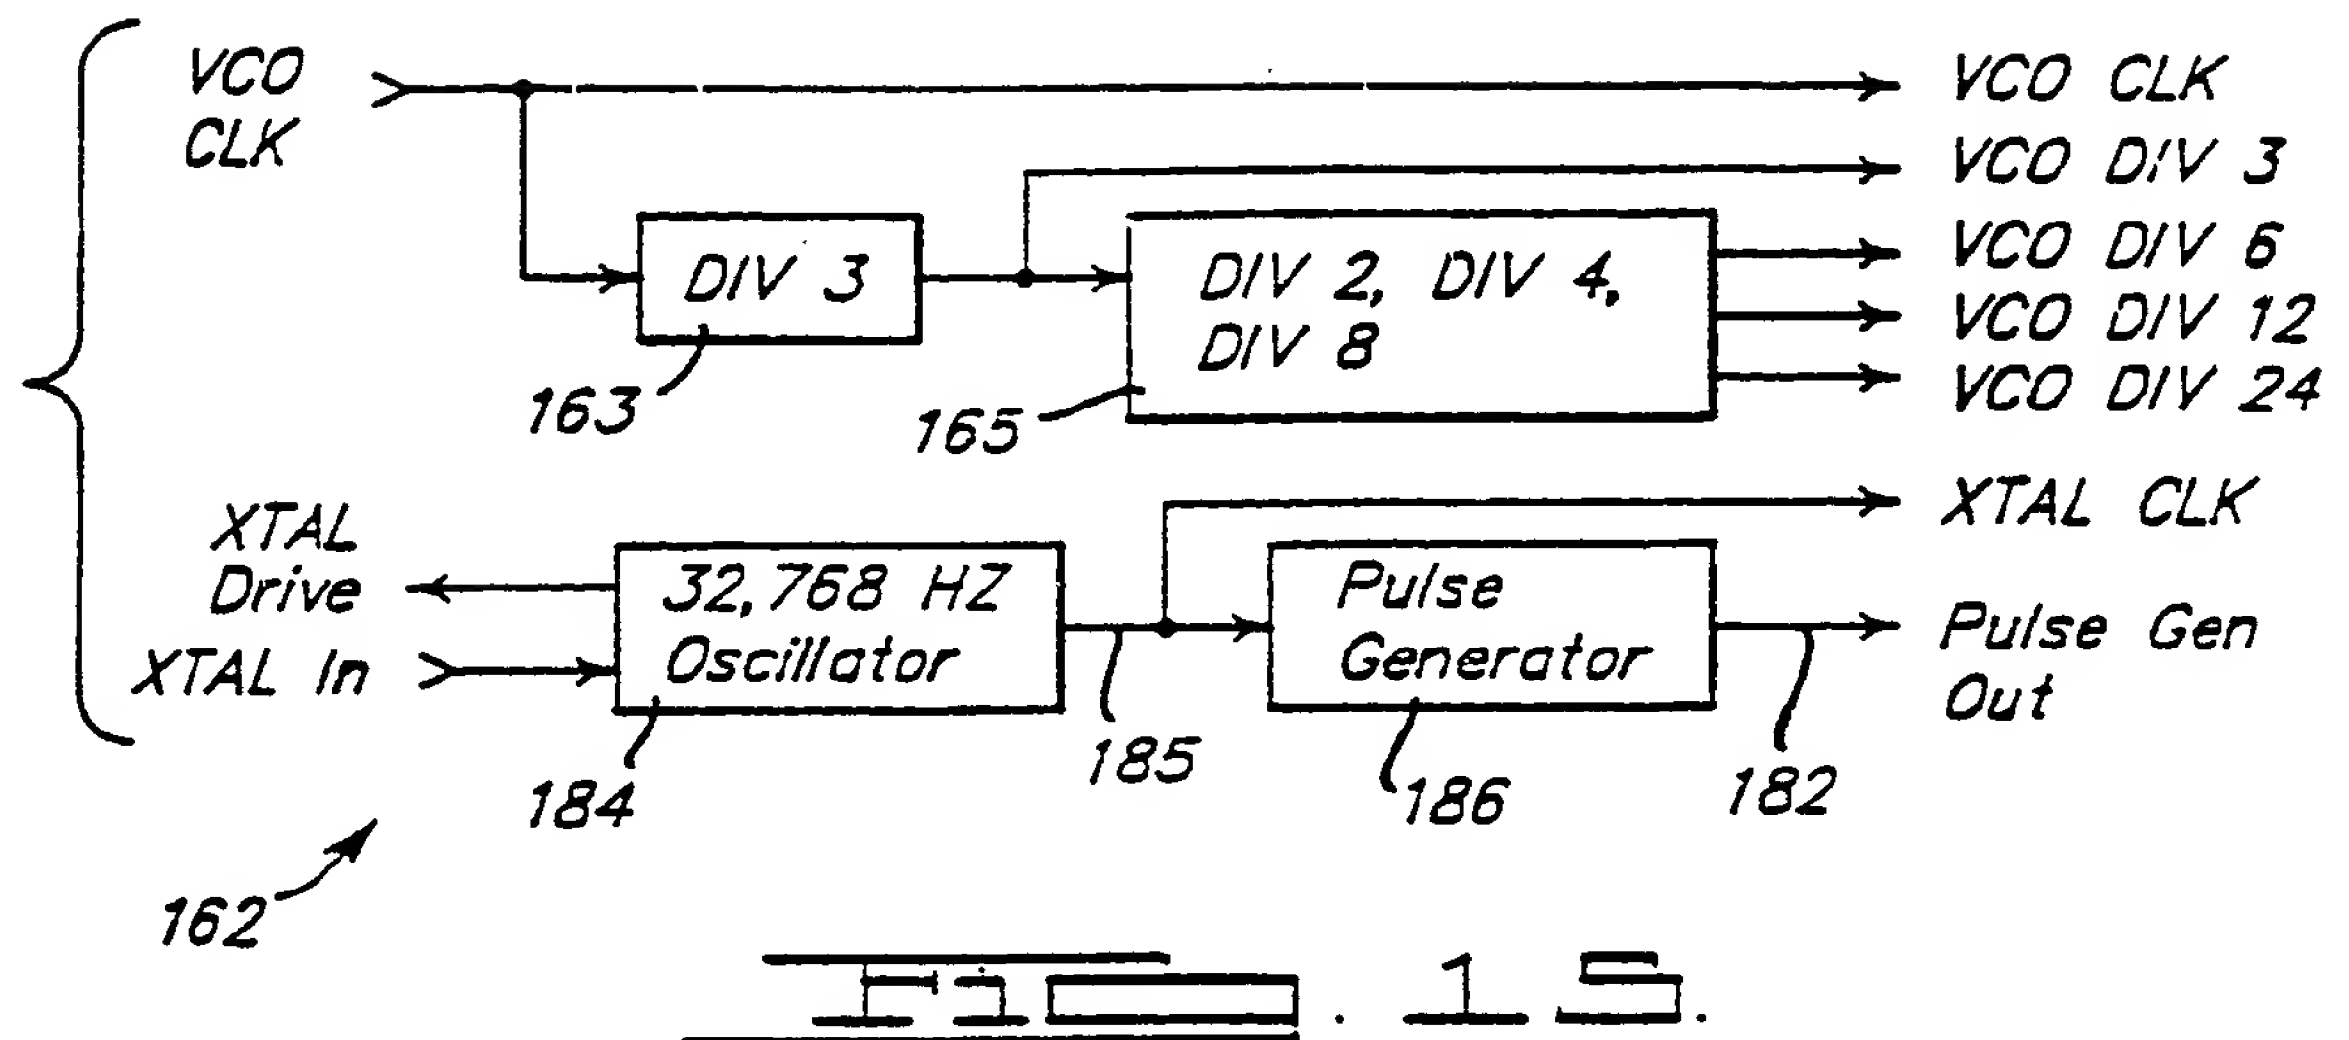 VCO
CLK
VCO CLK
VCO DIV 3
DIV 3
DIV 2, DIV 4,
DIV 8
VCO DIV 6
VCO DIV 12
VCO DIV 24
163
165
XTAL
Drive
XTAL In
32,768 HZ
Oscillator
XTAL CLK
Pulse
Generator
Pulse Gen
Out
184
185
186
182
162
Fig. 15.